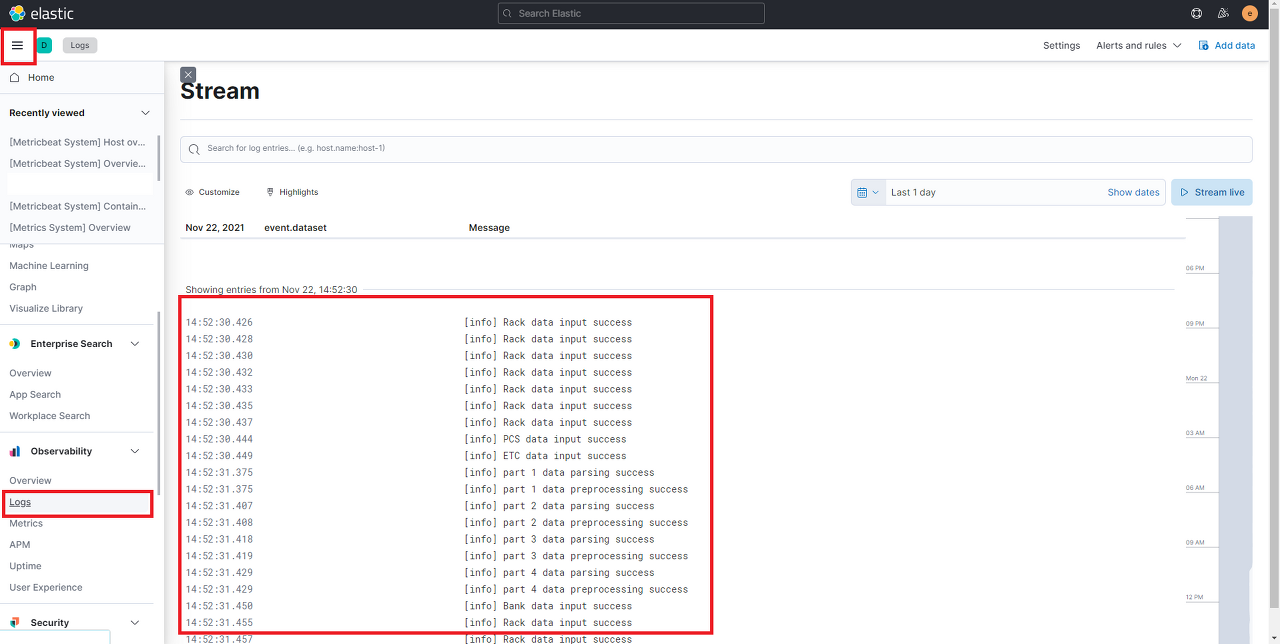 elastic
Search Elastic
e
D
Logs
Settings
Alerts and rules
Add data
Home
Recently viewed
[Metricbeat System] Host ov...
[Metricbeat System] Overvie...
[Metricbeat System] Contain...
[Metrics System] Overview
Maps
Machine Learning
Graph
Visualize Library
Enterprise Search
Overview
App Search
Workplace Search
Observability
Overview
Logs
Metrics
APM
Uptime
User Experience
Security
Stream
Search for log entries... (e.g. host.name:host-1)
Customize
Highlights
Last 1 day
Show dates
Stream live
Nov 22, 2021 event.dataset Message
Showing entries from Nov 22, 14:52:30
14:52:30.426 [info] Rack data input success
14:52:30.428 [info] Rack data input success
14:52:30.430 [info] Rack data input success
14:52:30.432 [info] Rack data input success
14:52:30.433 [info] Rack data input success
14:52:30.435 [info] Rack data input success
14:52:30.437 [info] Rack data input success
14:52:30.444 [info] PCS data input success
14:52:30.449 [info] ETC data input success
14:52:31.375 [info] part 1 data parsing success
14:52:31.375 [info] part 1 data preprocessing success
14:52:31.407 [info] part 2 data parsing success
14:52:31.408 [info] part 2 data preprocessing success
14:52:31.418 [info] part 3 data parsing success
14:52:31.419 [info] part 3 data preprocessing success
14:52:31.429 [info] part 4 data parsing success
14:52:31.429 [info] part 4 data preprocessing success
14:52:31.450 [info] Bank data input success
14:52:31.455 [info] Rack data input success
14:52:31.457 [info] Rack data input success
06 PM
09 PM
Mon 22
03 AM
06 AM
09 AM
12 PM